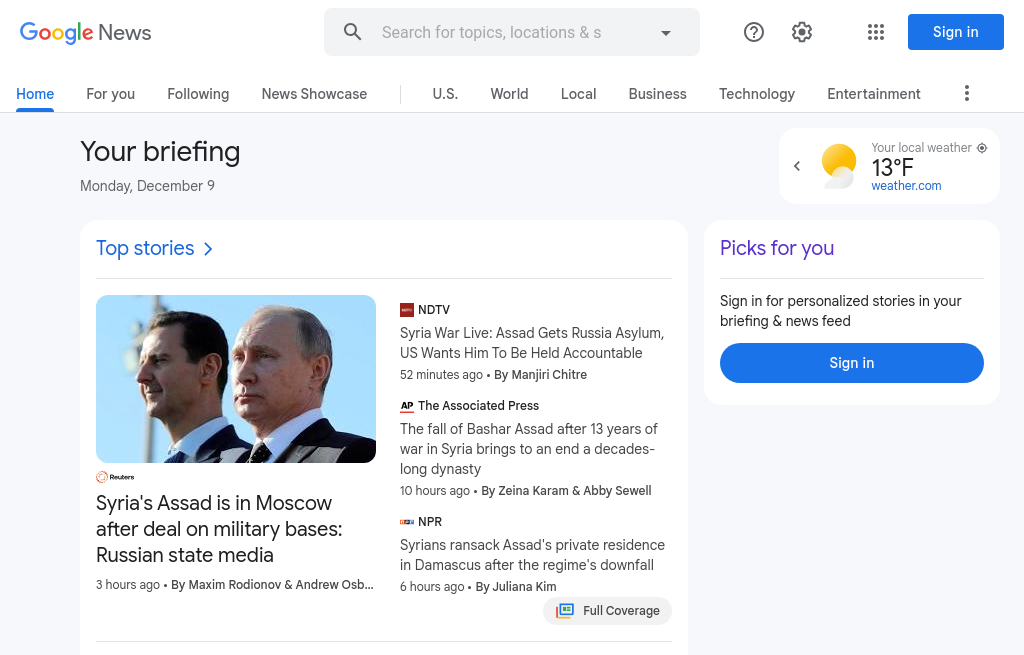 Google News
Search for topics, locations & s
Sign in
Home
For you
Following
News Showcase
U.S.
World
Local
Business
Technology
Entertainment
Your briefing
Monday, December 9
Your local weather
13°F
weather.com
Top stories
Reuters
Syria's Assad is in Moscow
after deal on military bases:
Russian state media
3 hours ago • By Maxim Rodionov & Andrew Osb...
NDTV
Syria War Live: Assad Gets Russia Asylum,
US Wants Him To Be Held Accountable
52 minutes ago • By Manjiri Chitre
AP The Associated Press
The fall of Bashar Assad after 13 years of
war in Syria brings to an end a decades-
long dynasty
10 hours ago • By Zeina Karam & Abby Sewell
NPR
Syrians ransack Assad's private residence
in Damascus after the regime's downfall
6 hours ago • By Juliana Kim
Full Coverage
Picks for you
Sign in for personalized stories in your
briefing & news feed
Sign in